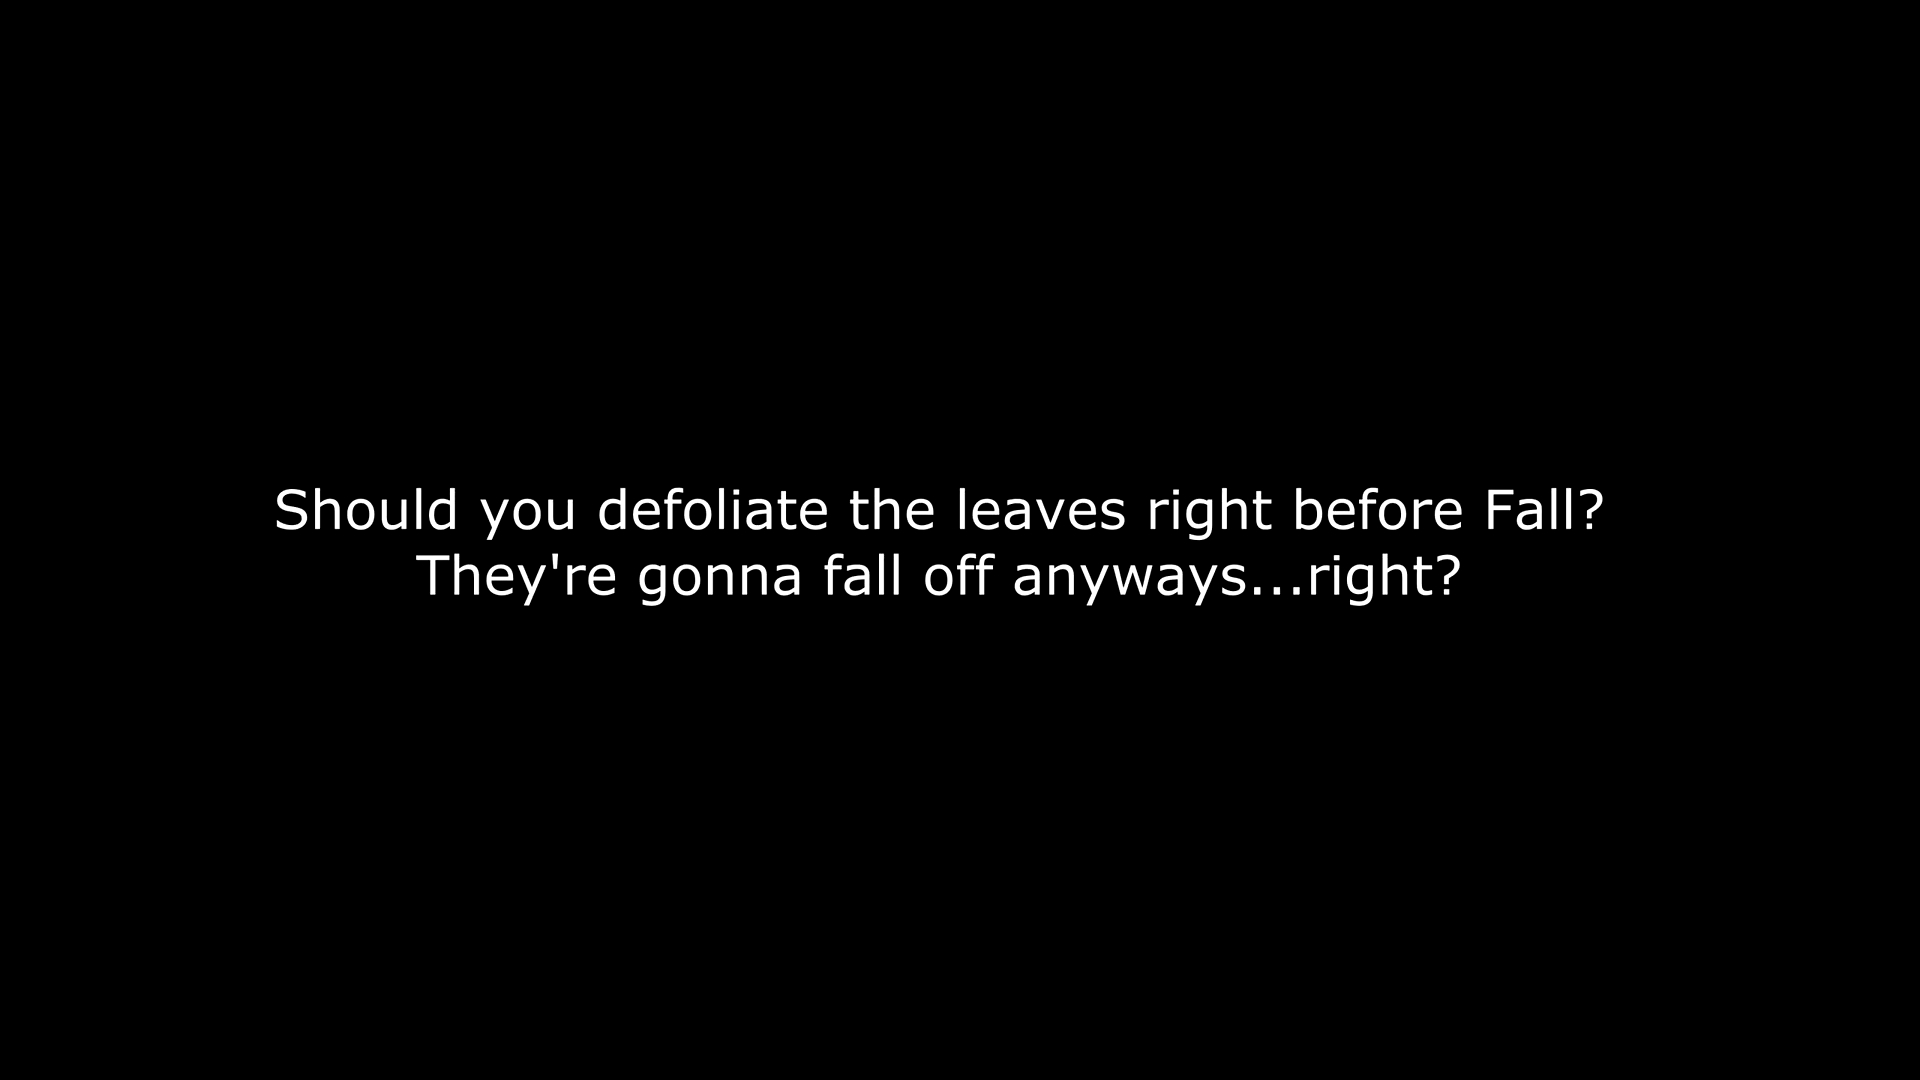 Should you defoliate the leaves right before Fall?
They're gonna fall off anyways...right?